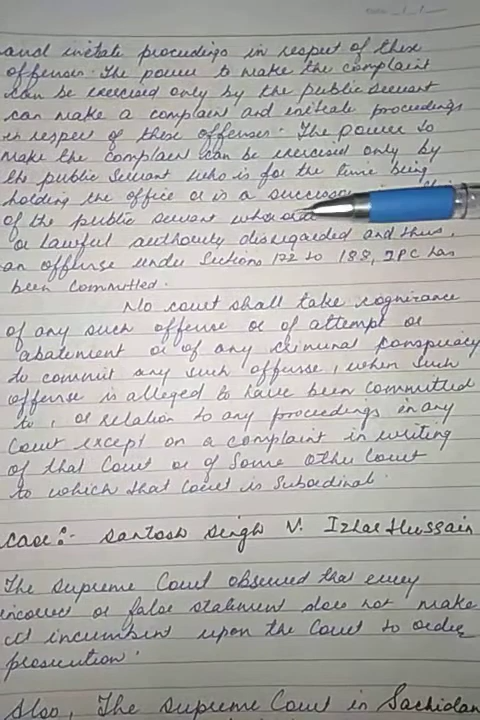 and initate proceedings in respect of these
offenses. The power to make the complaint
can be exercised only by the public servant
can make a complain and enitiate proceedings
in respect of these offenses. The power to
make the complain can be exercised only by
the public servant who is for the time being
holding the office or is a successor
of the public servant whose
or lawful authority disregarded and thus,
an offense under Sections 172 to 188, IPC has
been committed.
No court shall take cognizance
of any such offense or of attempt or
abatement or of any criminal conspiracy
to commit any such offense, when such
offense is alleged to have been committed
to, or relation to any proceedings in any
Court except on a complaint in writing
of that Court or of Some other Court
to which that Court is Subordinat.
Case:- Santosh Singh V. Izhar Hussain
The Supreme Court observed that every
incorrect or false statement does not make
it incumbent upon the Court to order
prosecution.
Also, The Supreme Court in Sachidan